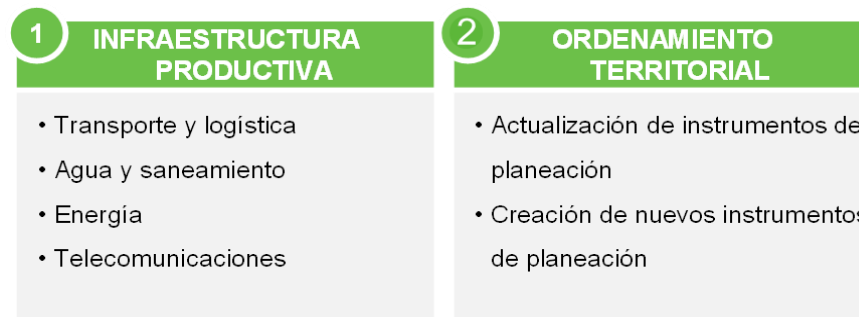 1
INFRAESTRUCTURA
PRODUCTIVA
• Transporte y logística
• Agua y saneamiento
• Energía
• Telecomunicaciones
2
ORDENAMIENTO
TERRITORIAL
• Actualización de instrumentos de
planeación
• Creación de nuevos instrumentos
de planeación